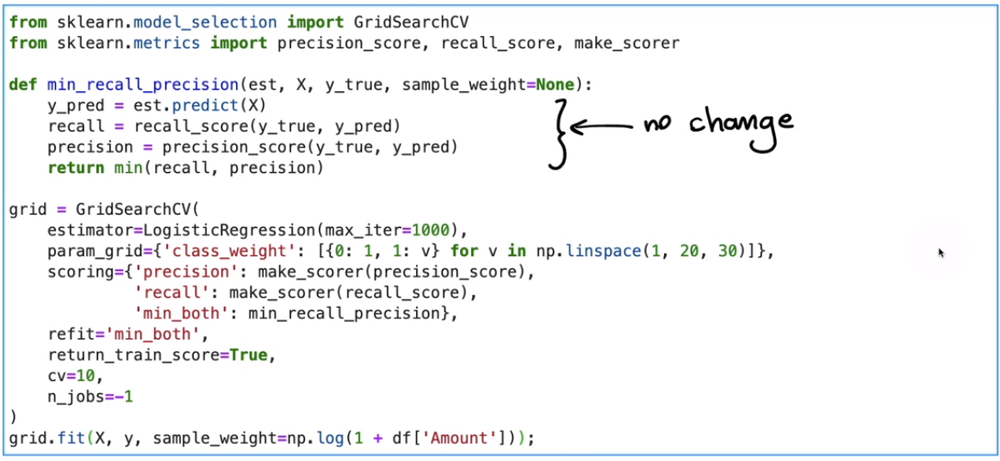 from sklearn.model_selection import GridSearchCV
from sklearn.metrics import precision_score, recall_score, make_scorer

def min_recall_precision(est, X, y_true, sample_weight=None):
    y_pred = est.predict(X)
    recall = recall_score(y_true, y_pred)
    precision = precision_score(y_true, y_pred)
    return min(recall, precision)
no change

grid = GridSearchCV(
    estimator=LogisticRegression(max_iter=1000),
    param_grid={'class_weight': [{0: 1, 1: v} for v in np.linspace(1, 20, 30)]},
    scoring={'precision': make_scorer(precision_score),
             'recall': make_scorer(recall_score),
             'min_both': min_recall_precision},
    refit='min_both',
    return_train_score=True,
    cv=10,
    n_jobs=-1
)
grid.fit(X, y, sample_weight=np.log(1 + df['Amount']));